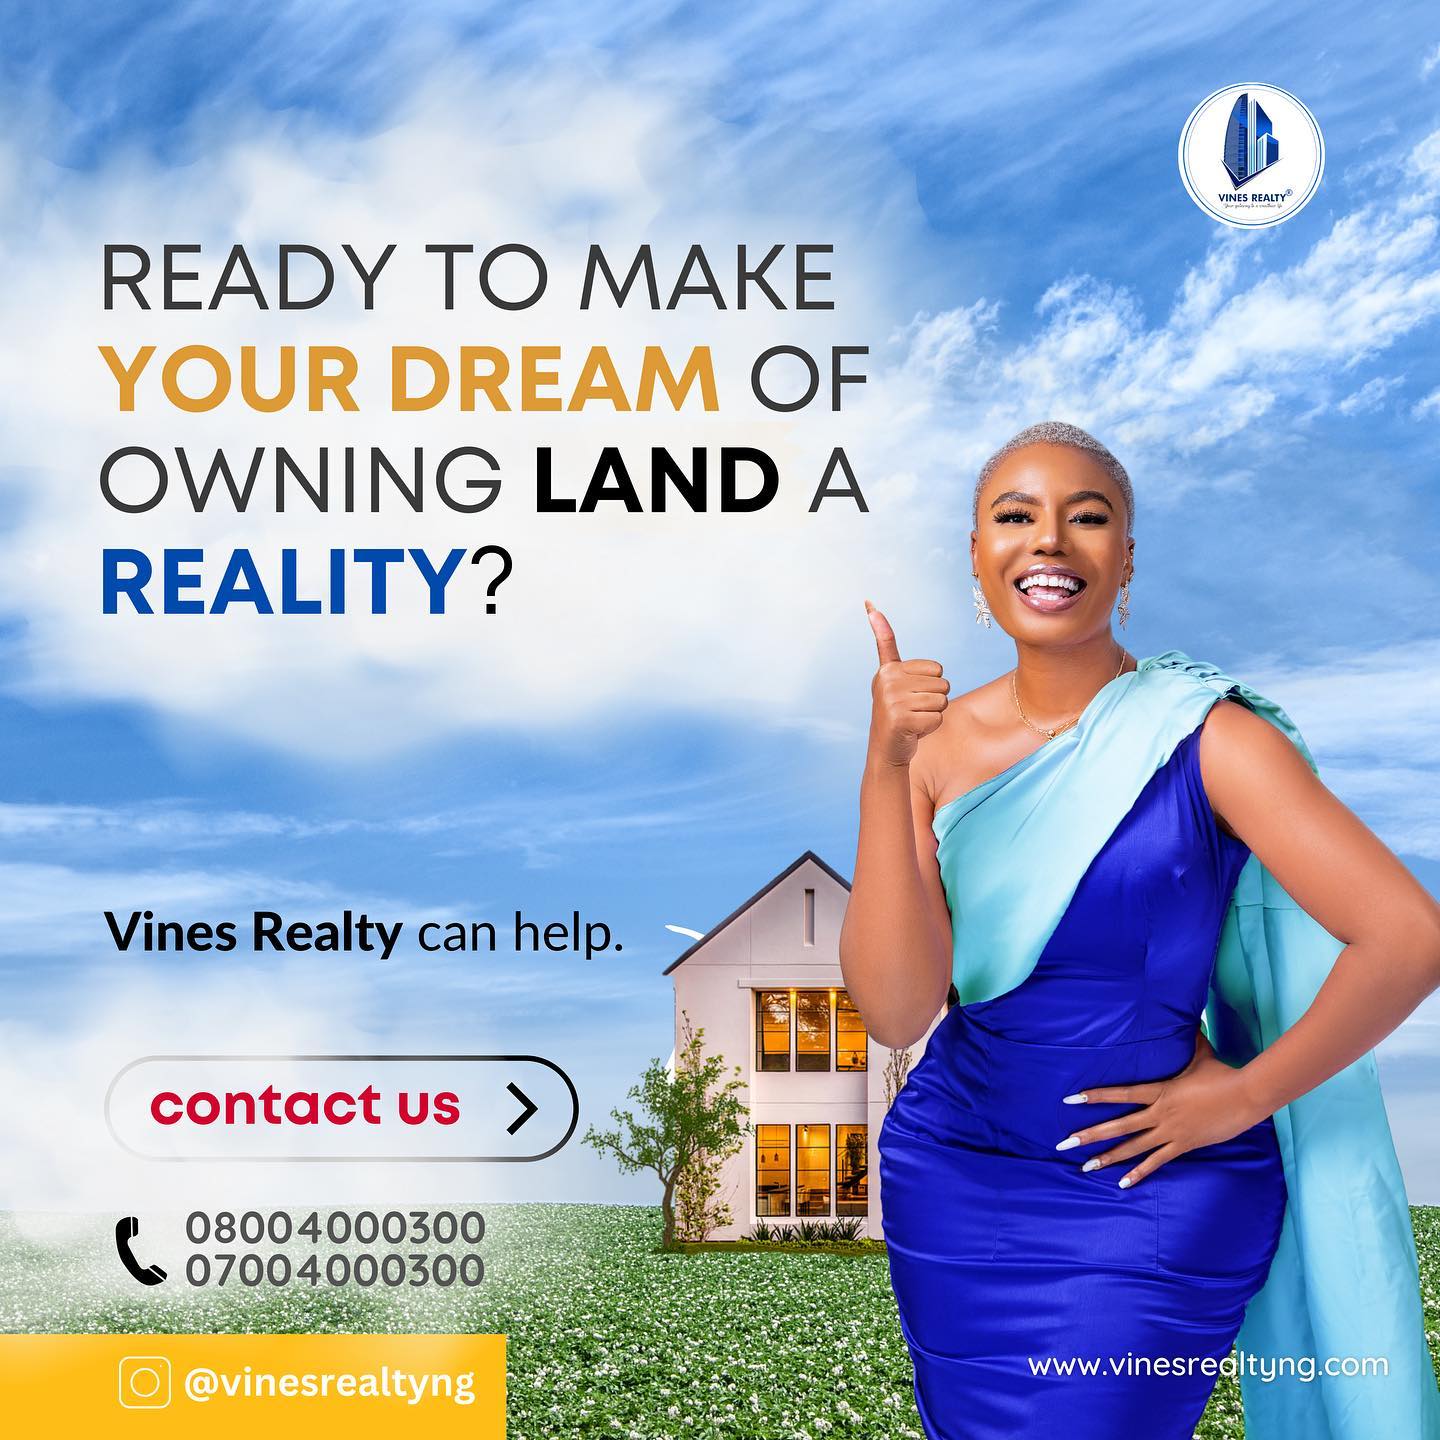 VINES REALTY®
READY TO MAKE
YOUR DREAM OF
OWNING LAND A
REALITY?
Vines Realty can help.
contact us
08004000300
07004000300
@vinesrealtyng
www.vinesrealtyng.com